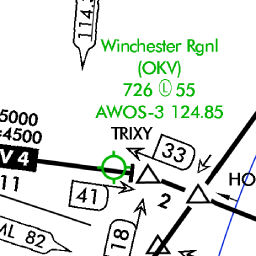 114.
Winchester Rgnl
(OKV)
726 Ⓛ 55
AWOS-3 124.85
5000
*4500
TRIXY
33
V 4
11
41
2
HO
18
AL 82